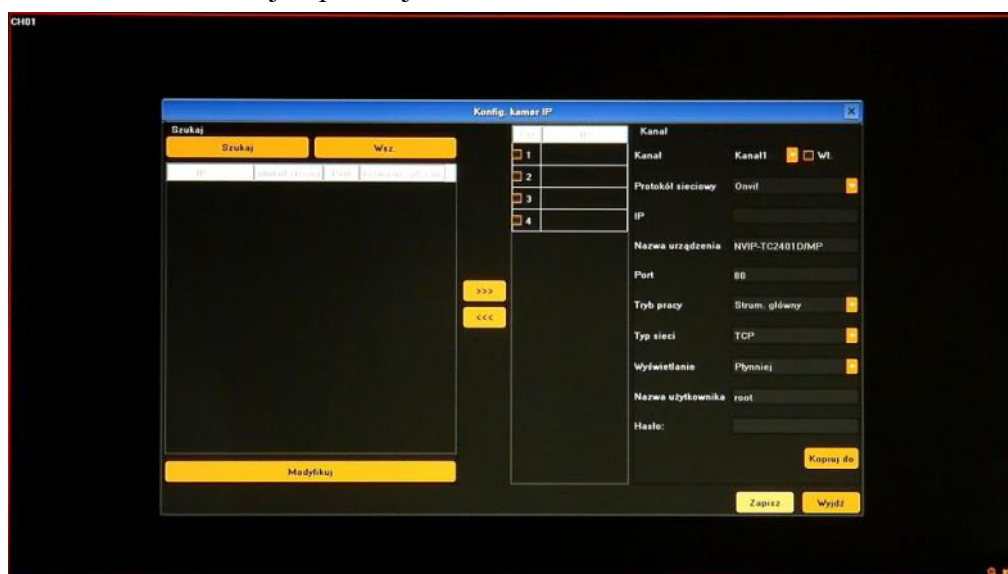 CH01
Konfig. kamer IP
Szukaj
Szukaj
Wsz.
IP
Port
Modyfikuj
>>>
<<<
IP
1
2
3
4
Kanał
Kanał Kanał1 Wł.
Protokół sieciowy Onvif
IP
Nazwa urządzenia NVIP-TC2401D/MP
Port 80
Tryb pracy Strum. główny
Typ sieci TCP
Wyświetlanie Płynniej
Nazwa użytkownika root
Hasło:
Kopiuj do
Zapisz Wyjdź